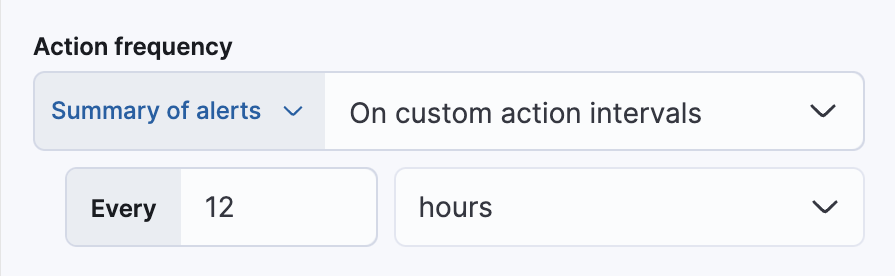 Action frequency
Summary of alerts On custom action intervals
Every 12 hours